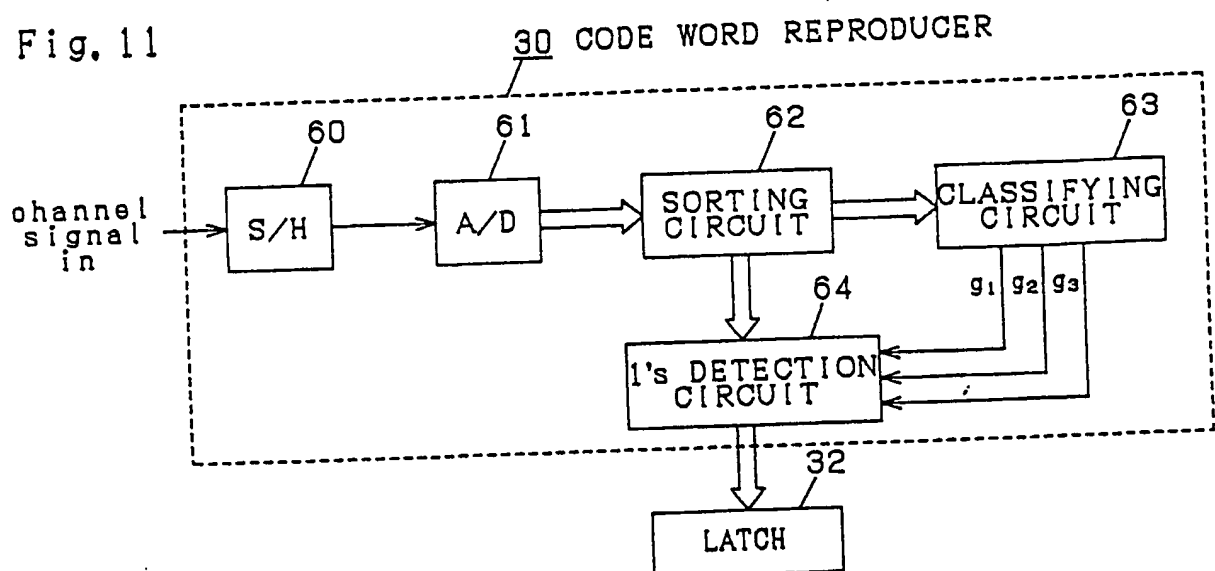 Fig. 11
30 CODE WORD REPRODUCER
60
61
62
63
channel
signal
in
S/H
A/D
SORTING
CIRCUIT
CLASSIFYING
CIRCUIT
g1 g2 g3
64
1's DETECTION
CIRCUIT
32
LATCH